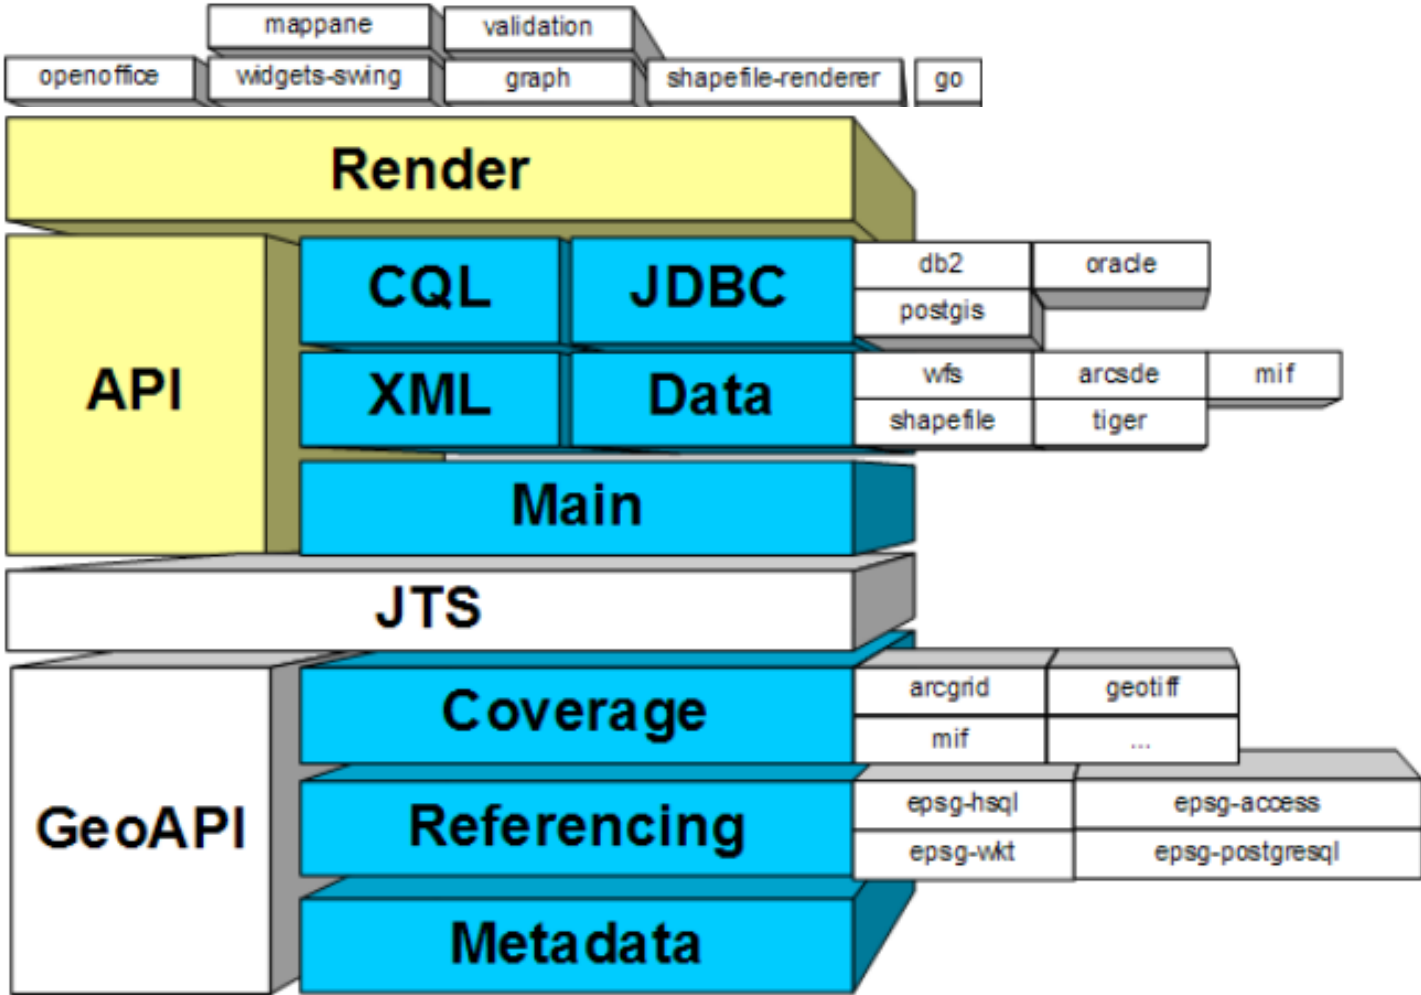 mappane validation
openoffice widgets-swing graph shapefile-renderer go
Render
API
CQL JDBC db2 oracle
postgis
XML Data wfs arcsde mif
shapefile tiger
Main
JTS
GeoAPI
Coverage arcgrid geotiff
mif ...
Referencing epsg-hsql epsg-access
epsg-wkt epsg-postgresql
Metadata